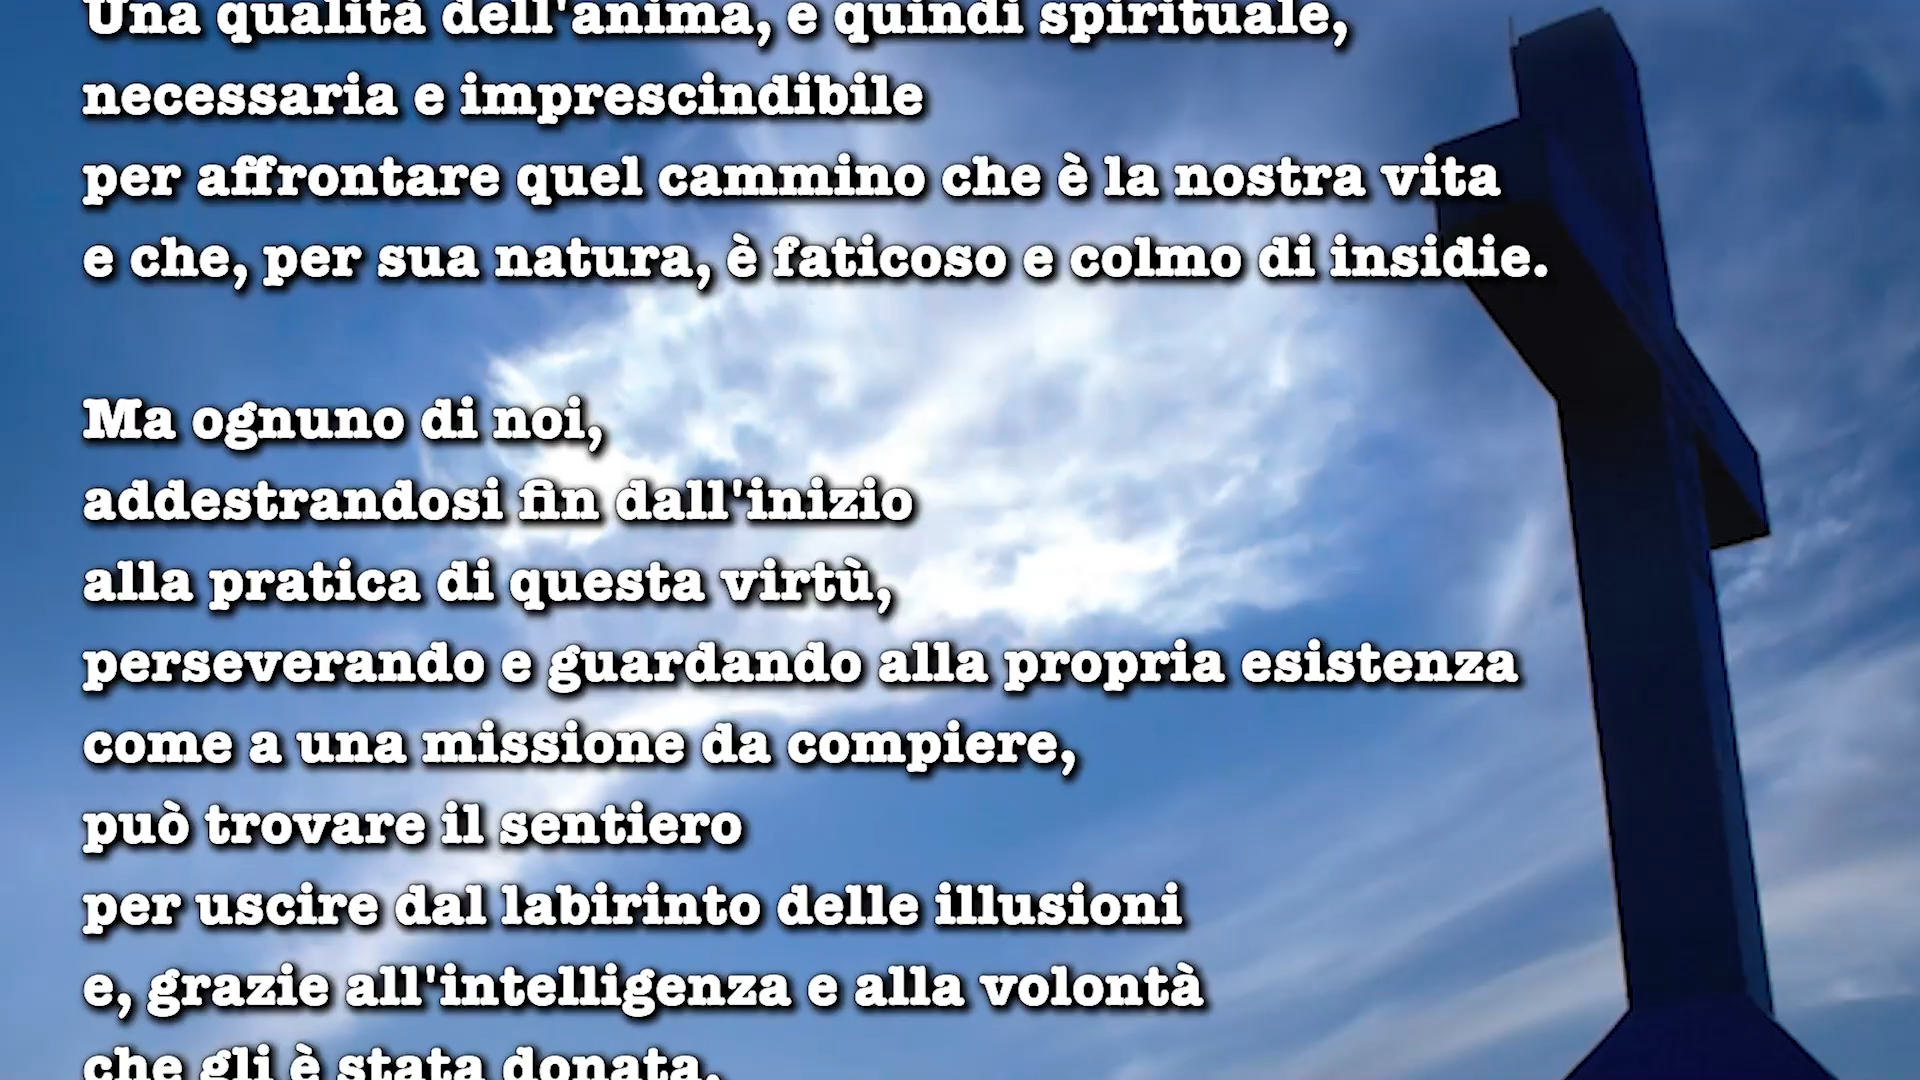 Una qualità dell'anima, e quindi spirituale,
necessaria e imprescindibile
per affrontare quel cammino che è la nostra vita
e che, per sua natura, è faticoso e colmo di insidie.
Ma ognuno di noi,
addestrandosi fin dall'inizio
alla pratica di questa virtù,
perseverando e guardando alla propria esistenza
come a una missione da compiere,
può trovare il sentiero
per uscire dal labirinto delle illusioni
e, grazie all'intelligenza e alla volontà
che gli è stata donata,